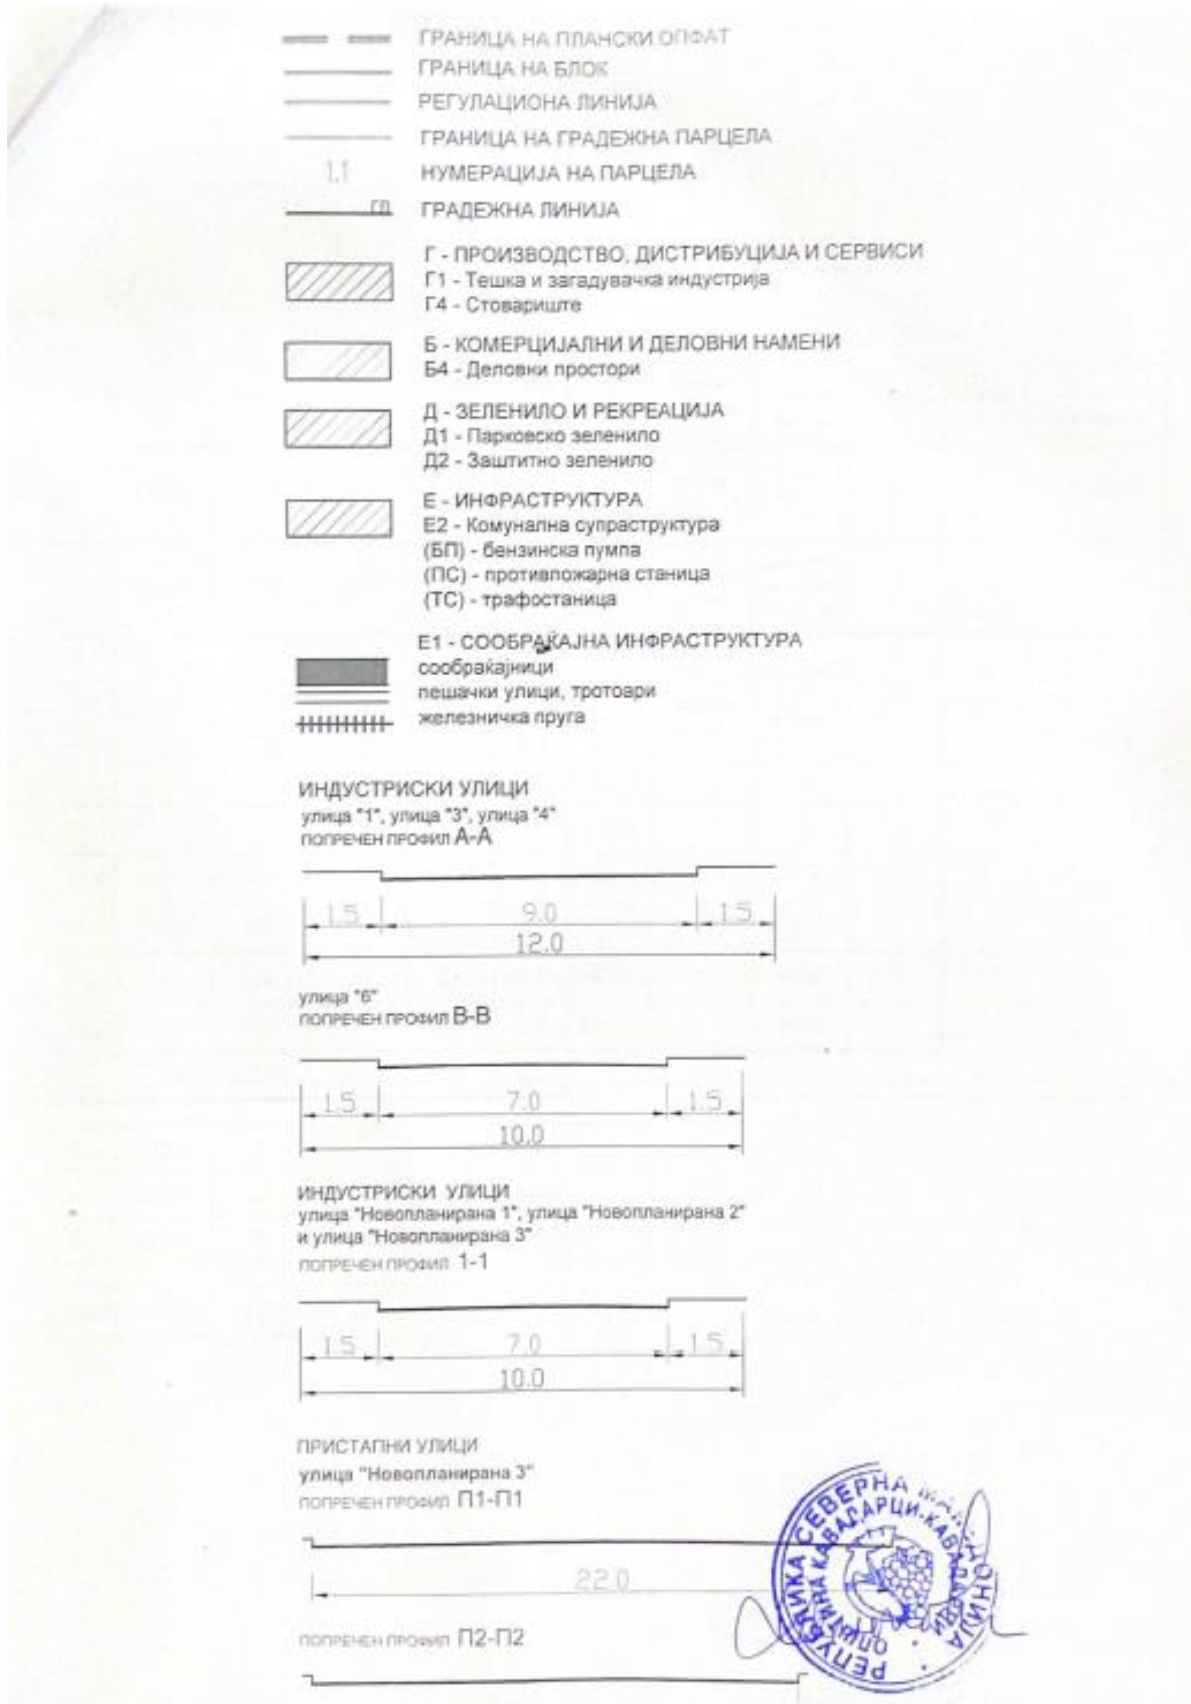 ГРАНИЦА НА ПЛАНСКИ ОПФАТ
ГРАНИЦА НА БЛОК
РЕГУЛАЦИОНА ЛИНИЈА
ГРАНИЦА НА ГРАДЕЖНА ПАРЦЕЛА
1.1 НУМЕРАЦИЈА НА ПАРЦЕЛА
ГЛ ГРАДЕЖНА ЛИНИЈА
Г - ПРОИЗВОДСТВО, ДИСТРИБУЦИЈА И СЕРВИСИ
Г1 - Тешка и загадувачка индустрија
Г4 - Стовариште
Б - КОМЕРЦИЈАЛНИ И ДЕЛОВНИ НАМЕНИ
Б4 - Деловни простори
Д - ЗЕЛЕНИЛО И РЕКРЕАЦИЈА
Д1 - Парковско зеленило
Д2 - Заштитно зеленило
Е - ИНФРАСТРУКТУРА
Е2 - Комунална супраструктура
(БП) - бензинска пумпа
(ПС) - противпожарна станица
(ТС) - трафостаница
Е1 - СООБРАЌАЈНА ИНФРАСТРУКТУРА
сообраќајници
пешачки улици, тротоари
железничка пруга
ИНДУСТРИСКИ УЛИЦИ
улица "1", улица "3", улица "4"
ПОПРЕЧЕН ПРОФИЛ А-А
1.5 9.0 1.5
12.0
улица "6"
ПОПРЕЧЕН ПРОФИЛ В-В
1.5 7.0 1.5
10.0
ИНДУСТРИСКИ УЛИЦИ
улица "Новопланирана 1", улица "Новопланирана 2"
и улица "Новопланирана 3"
ПОПРЕЧЕН ПРОФИЛ 1-1
1.5 7.0 1.5
10.0
ПРИСТАПНИ УЛИЦИ
улица "Новопланирана 3"
ПОПРЕЧЕН ПРОФИЛ П1-П1
22.0
ПОПРЕЧЕН ПРОФИЛ П2-П2
РЕПУБЛИКА СЕВЕРНА МАКЕДОНИЈА
ОПШТИНА КАВАДАРЦИ-КАВАДАРЦИ